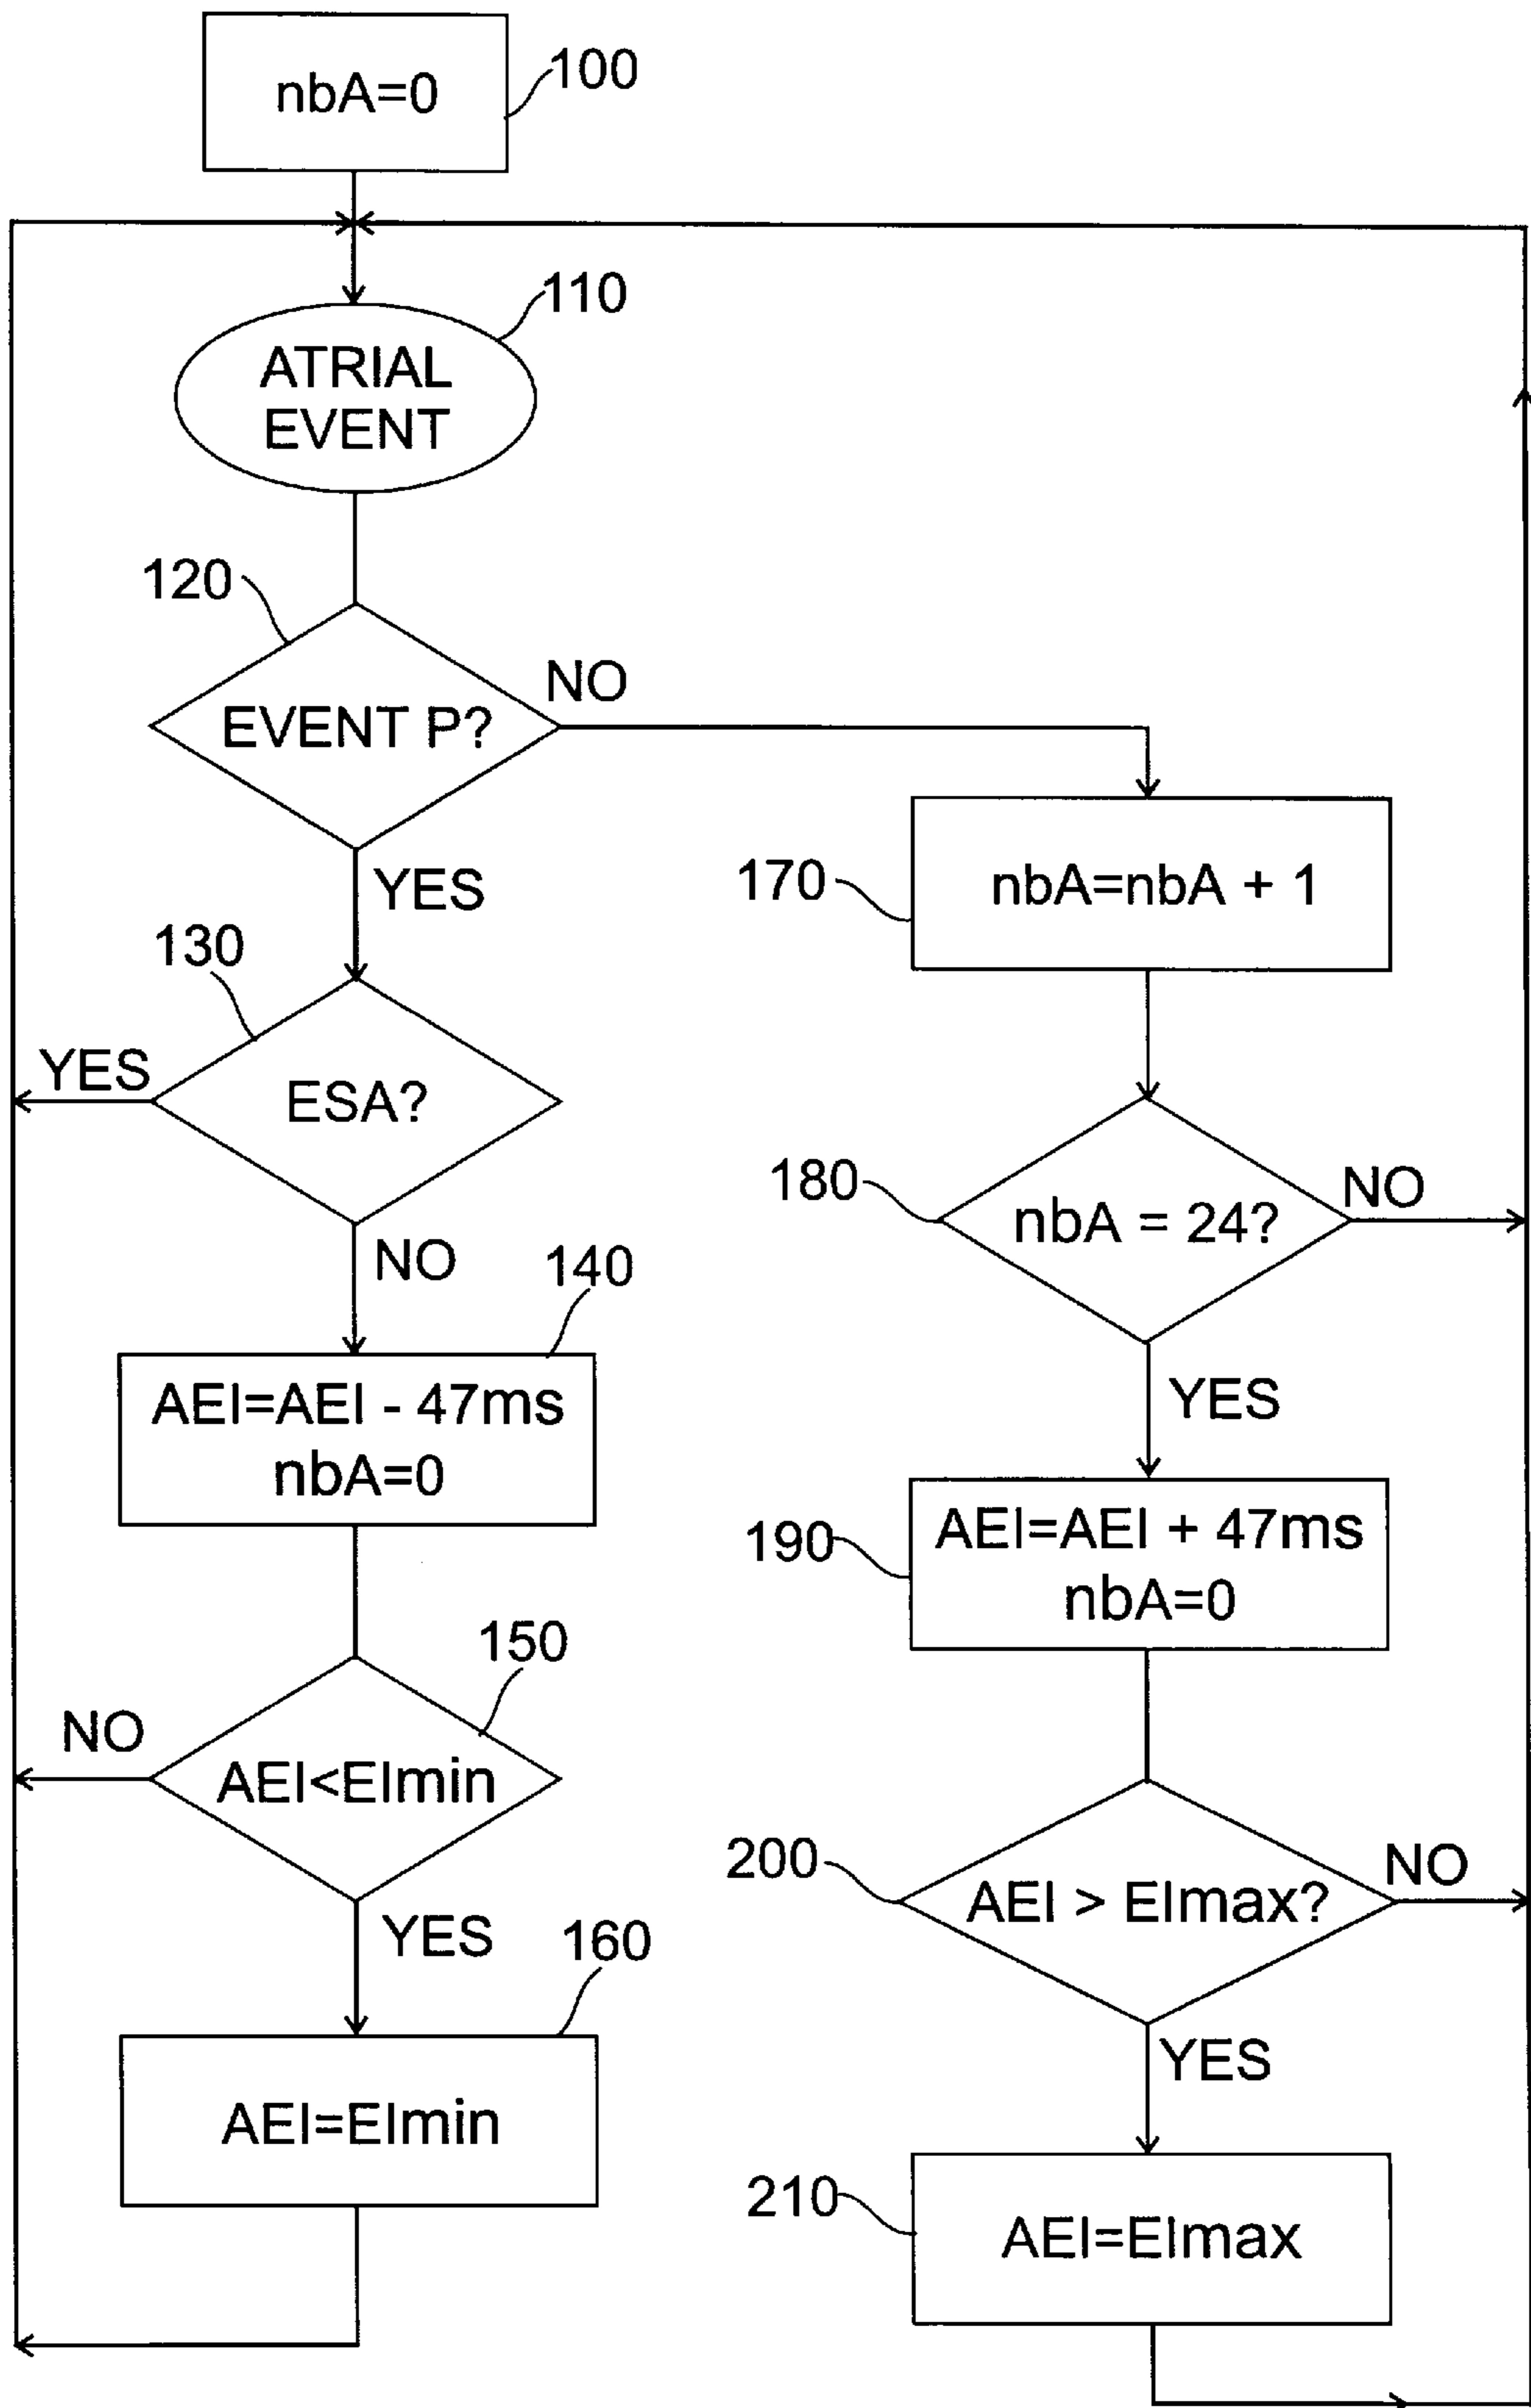 nbA=0
100
110
ATRIAL
EVENT
120
EVENT P?
NO
YES
170
nbA=nbA + 1
130
YES
ESA?
NO
180
nbA = 24?
NO
140
AEI=AEI - 47ms
nbA=0
YES
190
AEI=AEI + 47ms
nbA=0
150
NO
AEI<EImin
YES
200
AEI > EImax?
NO
160
AEI=EImin
YES
210
AEI=EImax